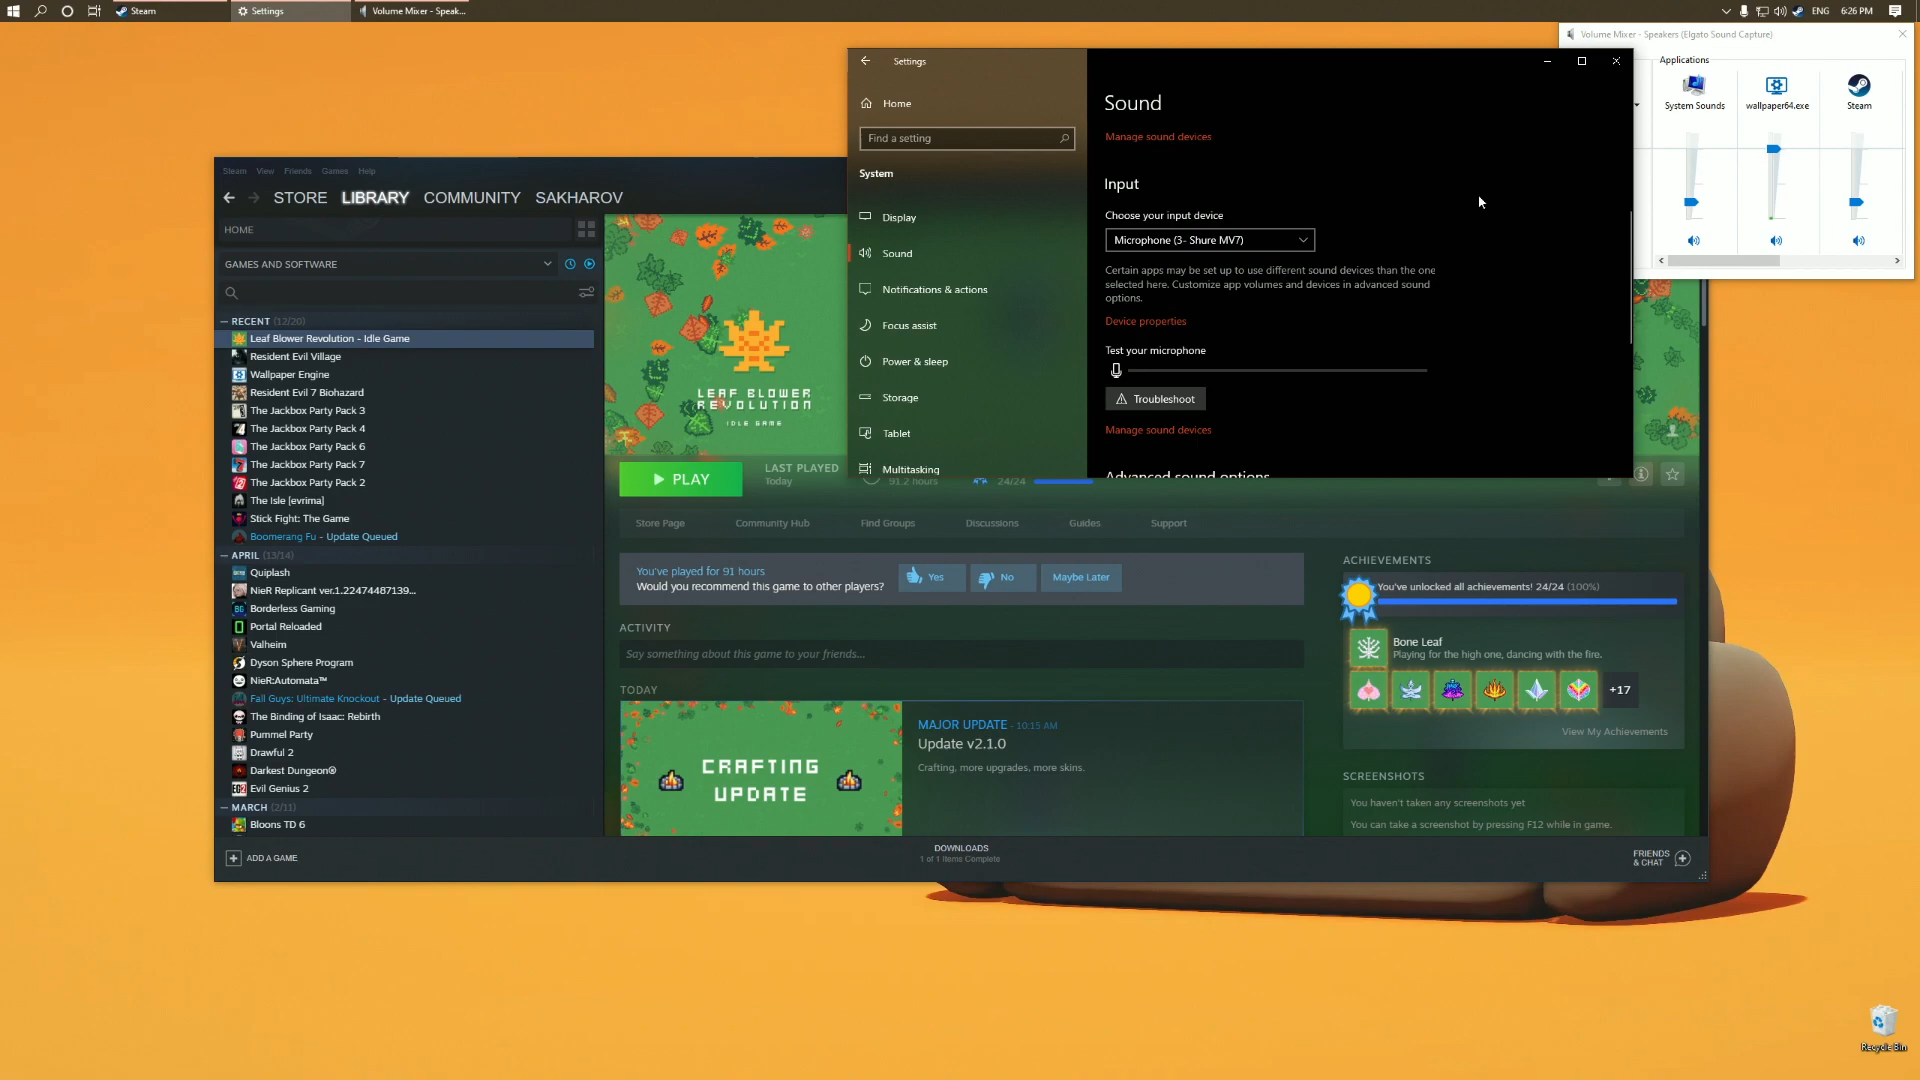 Steam
Settings
Volume Mixer - Speak...
ENG
6:26 PM
Volume Mixer - Speakers (Elgato Sound Capture)
Applications
System Sounds
wallpaper64.exe
Steam
Settings
Home
Find a setting
System
Display
Sound
Notifications & actions
Focus assist
Power & sleep
Storage
Tablet
Multitasking
Sound
Manage sound devices
Input
Choose your input device
Microphone (3- Shure MV7)
Certain apps may be set up to use different sound devices than the one
selected here. Customize app volumes and devices in advanced sound
options.
Device properties
Test your microphone
Troubleshoot
Manage sound devices
Advanced sound options
Steam View Friends Games Help
STORE LIBRARY COMMUNITY SAKHAROV
HOME
GAMES AND SOFTWARE
— RECENT (12/20)
Leaf Blower Revolution - Idle Game
Resident Evil Village
Wallpaper Engine
Resident Evil 7 Biohazard
The Jackbox Party Pack 3
The Jackbox Party Pack 4
The Jackbox Party Pack 6
The Jackbox Party Pack 7
The Jackbox Party Pack 2
The Isle [evrima]
Stick Fight: The Game
Boomerang Fu - Update Queued
— APRIL (13/14)
Quiplash
NieR Replicant ver.1.22474487139...
Borderless Gaming
Portal Reloaded
Valheim
Dyson Sphere Program
NieR:Automata™
Fall Guys: Ultimate Knockout - Update Queued
The Binding of Isaac: Rebirth
Pummel Party
Drawful 2
Darkest Dungeon®
Evil Genius 2
— MARCH (2/11)
Bloons TD 6
ADD A GAME
LEAF BLOWER
REVOLUTION
IDLE GAME
PLAY
LAST PLAYED
Today
91.2 hours
24/24
Store Page
Community Hub
Find Groups
Discussions
Guides
Support
You've played for 91 hours
Would you recommend this game to other players?
Yes
No
Maybe Later
ACTIVITY
Say something about this game to your friends...
TODAY
CRAFTING
UPDATE
MAJOR UPDATE - 10:15 AM
Update v2.1.0
Crafting, more upgrades, more skins.
ACHIEVEMENTS
You've unlocked all achievements! 24/24 (100%)
Bone Leaf
Playing for the high one, dancing with the fire.
+17
View My Achievements
SCREENSHOTS
You haven't taken any screenshots yet
You can take a screenshot by pressing F12 while in game.
DOWNLOADS
1 of 1 Items Complete
FRIENDS
& CHAT
Recycle Bin